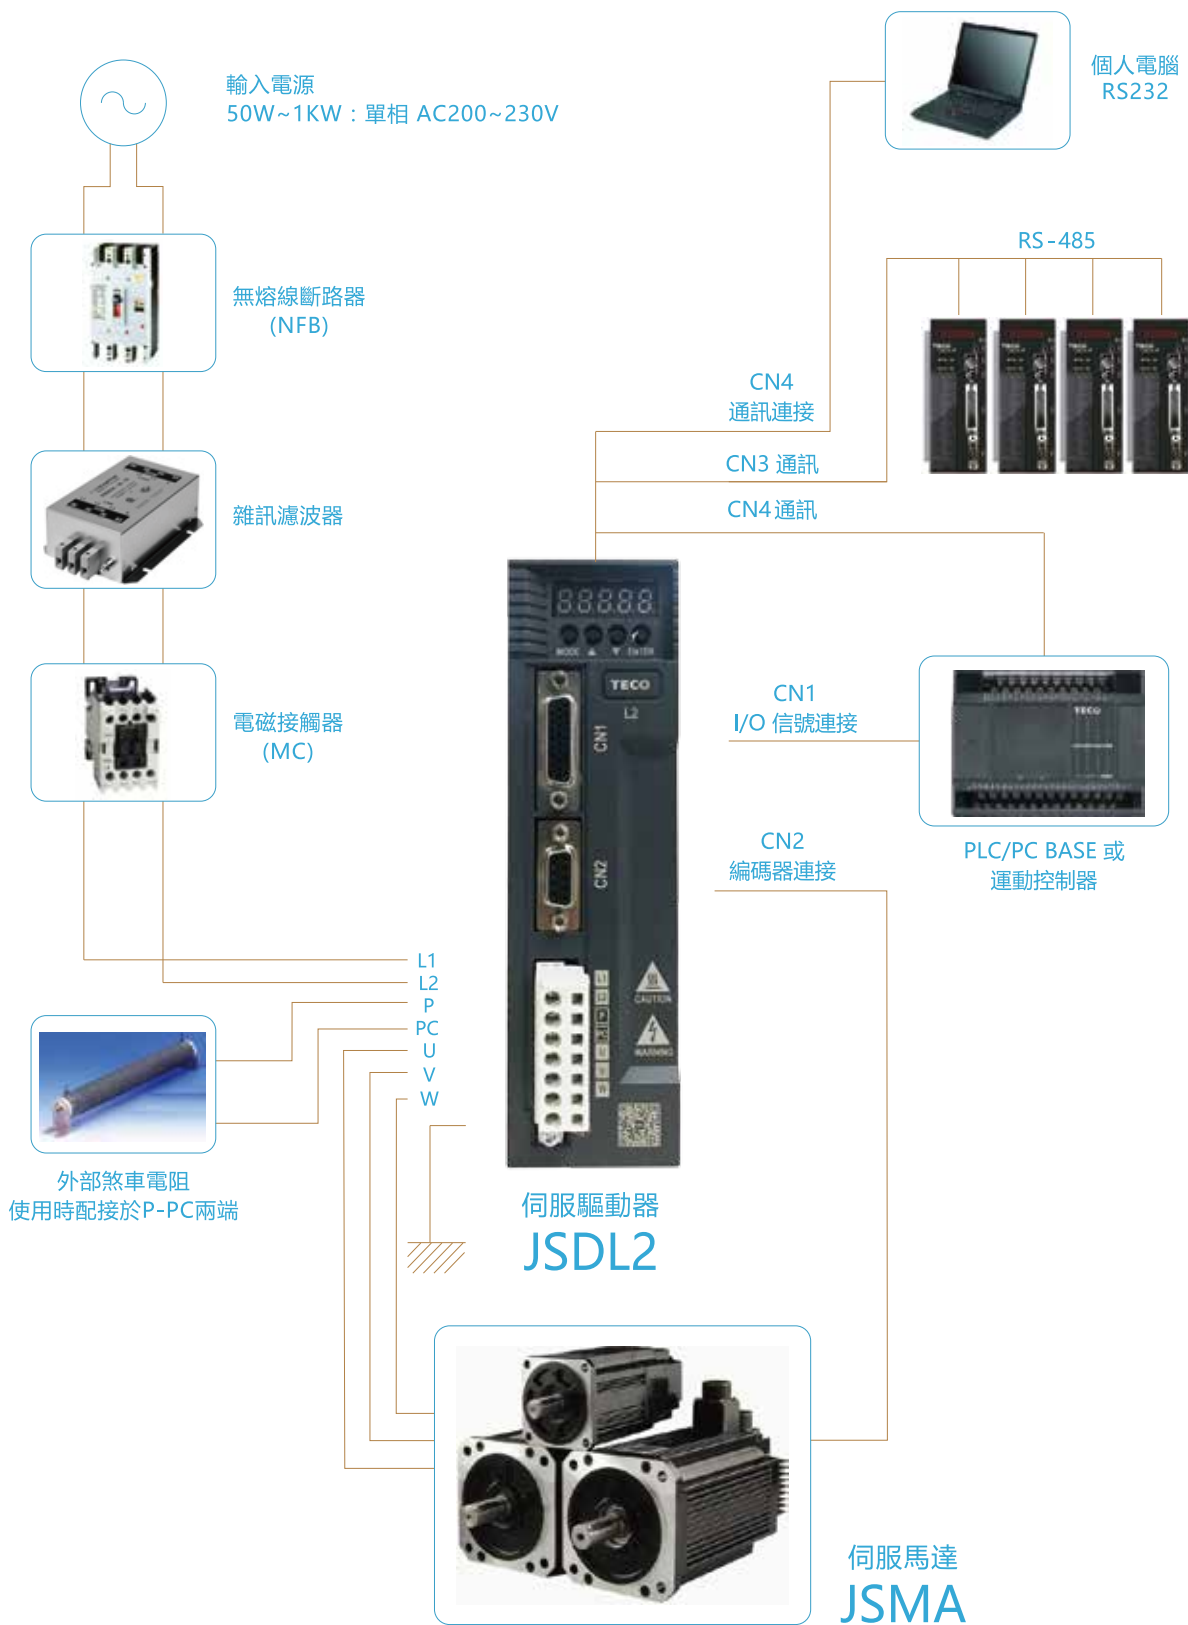 輸入電源
50W~1KW：單相 AC200~230V
個人電腦
RS232
RS-485
無熔線斷路器
(NFB)
CN4
通訊連接
CN3 通訊
CN4通訊
雜訊濾波器
MODE ▲ ▼ ENTER
TECO
L2
CN1
CN2
電磁接觸器
(MC)
CN1
I/O 信號連接
TECO
CN2
編碼器連接
PLC/PC BASE 或
運動控制器
L1
L2
P
PC
U
V
W
CAUTION
WARNING
外部煞車電阻
使用時配接於P-PC兩端
伺服驅動器
JSDL2
伺服馬達
JSMA